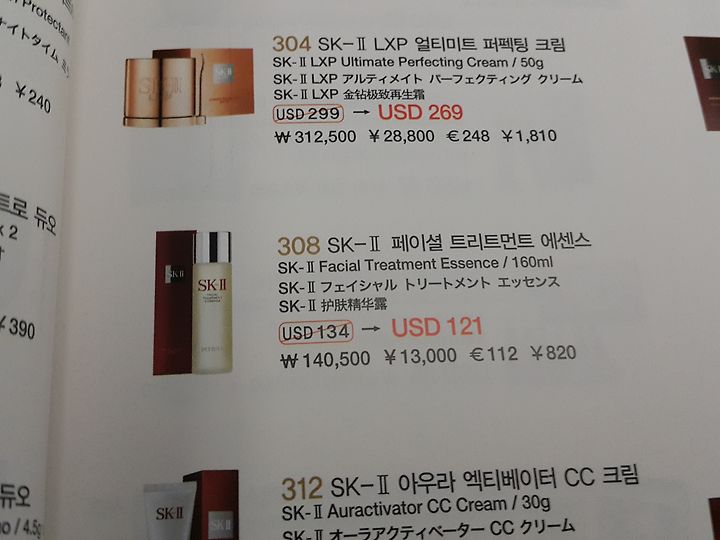 ¥240
¥390
304 SK-Ⅱ LXP 얼티미트 퍼펙팅 크림
SK-Ⅱ LXP Ultimate Perfecting Cream / 50g
SK-Ⅱ LXP アルティメイト パーフェクティング クリーム
SK-Ⅱ LXP 金钻极致再生霜
USD 299 → USD 269
₩ 312,500 ¥28,800 €248 ¥1,810
308 SK-Ⅱ 페이셜 트리트먼트 에센스
SK-Ⅱ Facial Treatment Essence / 160ml
SK-Ⅱ フェイシャル トリートメント エッセンス
SK-Ⅱ 护肤精华露
USD 134 → USD 121
₩ 140,500 ¥13,000 €112 ¥820
SK-Ⅱ
312 SK-Ⅱ 아우라 엑티베이터 CC 크림
SK-Ⅱ Auractivator CC Cream / 30g
SK-Ⅱ オーラアクティベーター CC クリーム
SK-Ⅱ
듀오